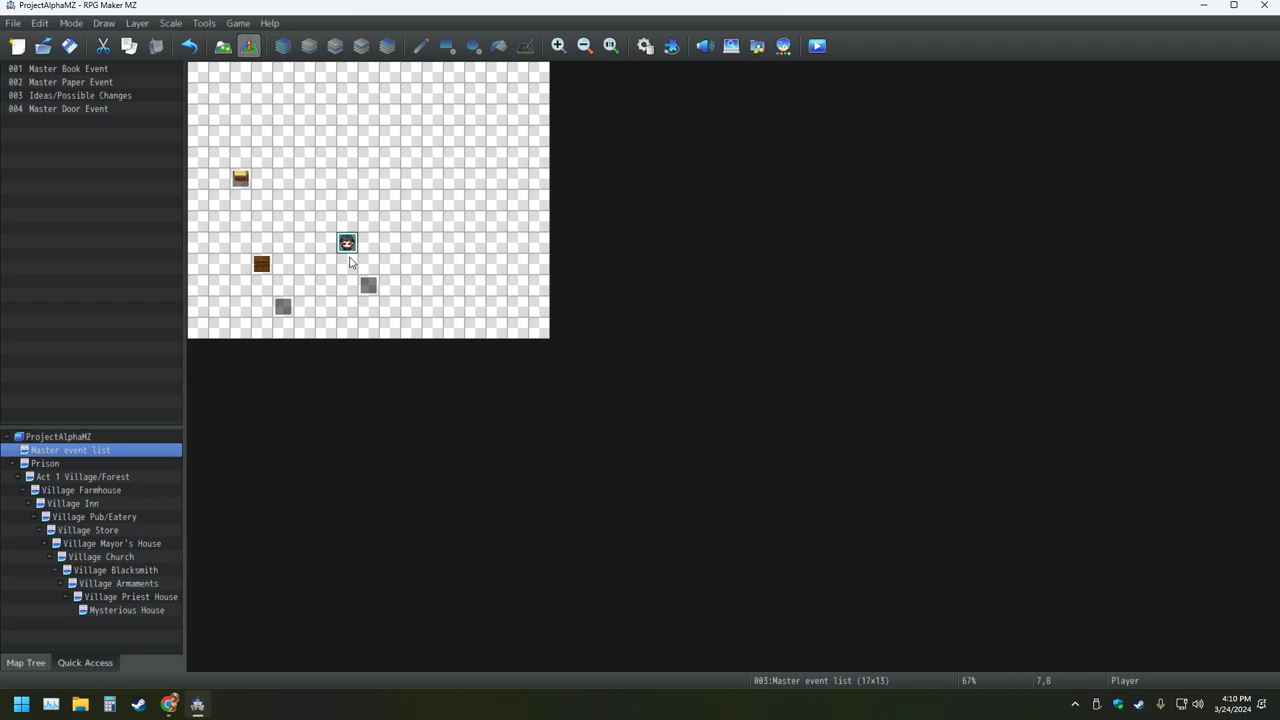 ProjectAlphaMZ - RPG Maker MZ
File Edit Mode Draw Layer Scale Tools Game Help
001 Master Book Event
002 Master Paper Event
003 Ideas/Possible Changes
004 Master Door Event
ProjectAlphaMZ
Master event list
Prison
Act 1 Village/Forest
Village Farmhouse
Village Inn
Village Pub/Eatery
Village Store
Village Mayor's House
Village Church
Village Blacksmith
Village Armaments
Village Priest House
Mysterious House
Map Tree Quick Access
003:Master event list (17x13) 67% 7,8 Player
4:10 PM
3/24/2024